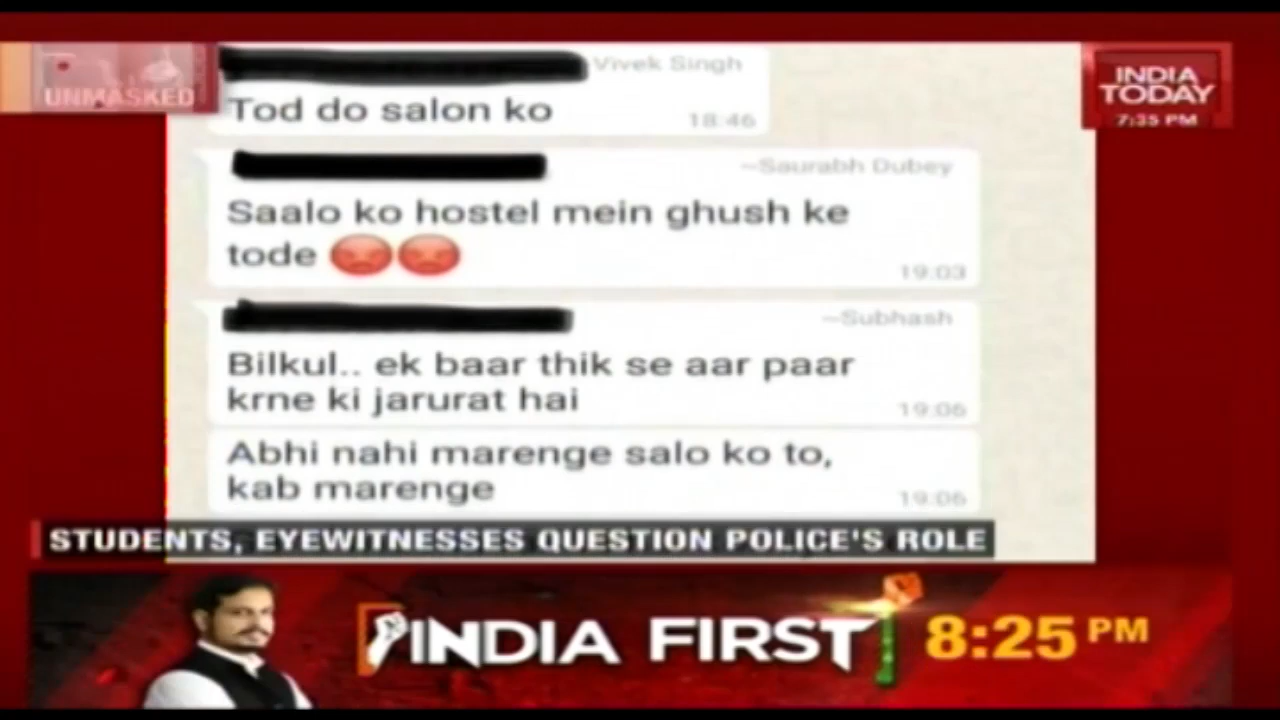 UNMASKED
INDIA
TODAY
7:35 PM
Vivek Singh
Tod do salon ko
18:46
~Saurabh Dubey
Saalo ko hostel mein ghush ke
tode 😡😡
19:03
~Subhash
Bilkul.. ek baar thik se aar paar
krne ki jarurat hai
19:06
Abhi nahi marenge salo ko to,
kab marenge
19:06
STUDENTS, EYEWITNESSES QUESTION POLICE'S ROLE
INDIA FIRST 8:25 PM